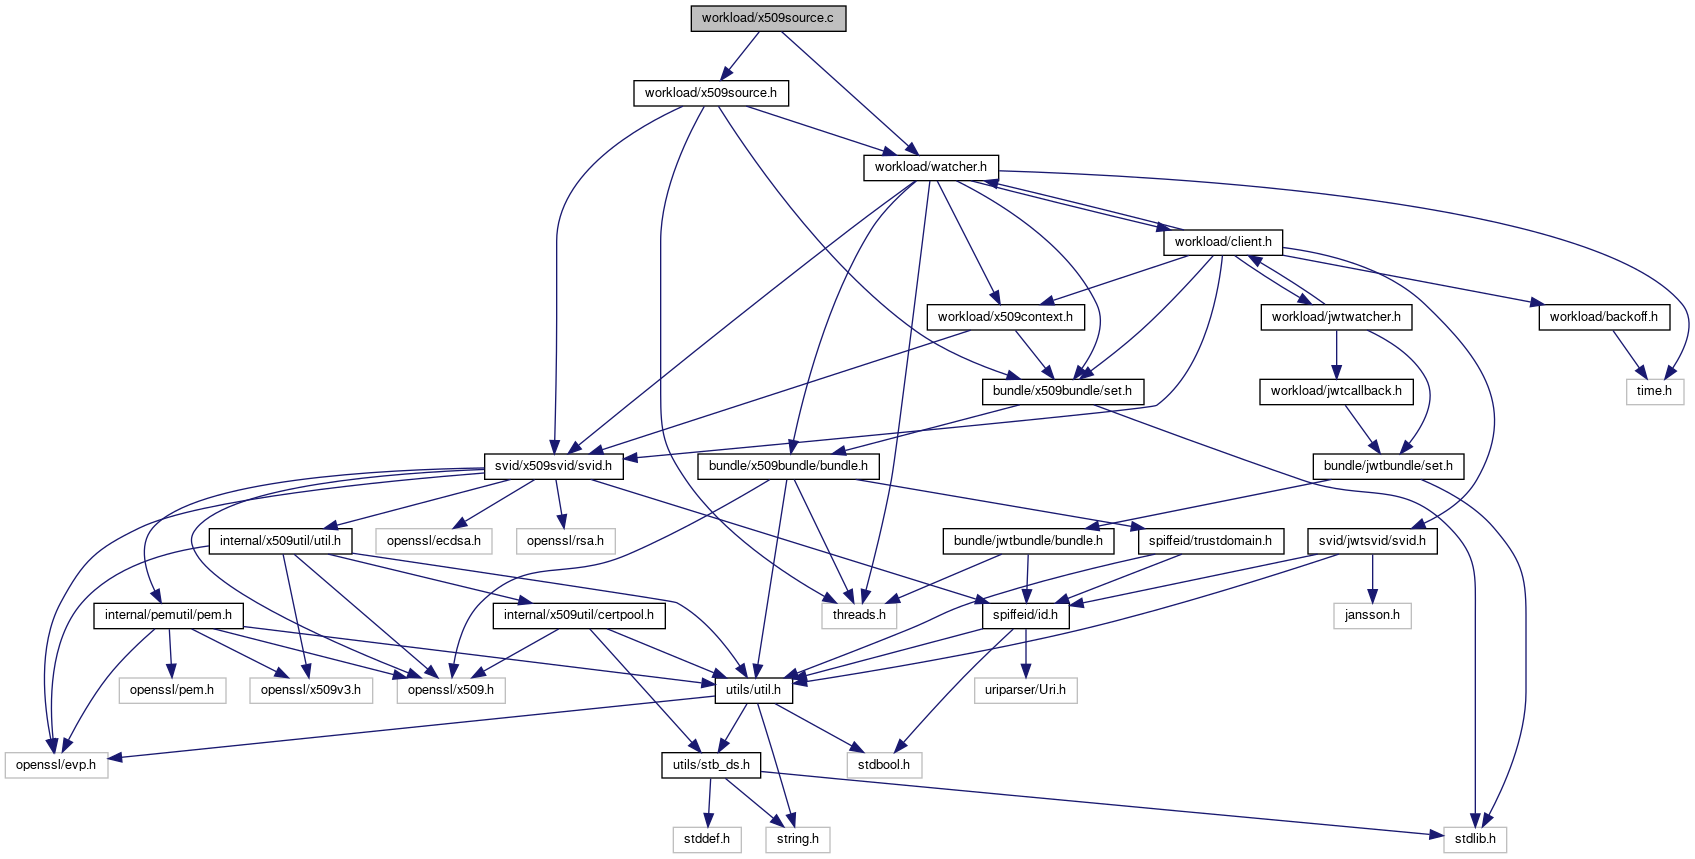 workload/x509source.c
workload/x509source.h
workload/watcher.h
workload/client.h
workload/x509context.h
workload/jwtwatcher.h
workload/backoff.h
bundle/x509bundle/set.h
workload/jwtcallback.h
time.h
svid/x509svid/svid.h
bundle/x509bundle/bundle.h
bundle/jwtbundle/set.h
internal/x509util/util.h
openssl/ecdsa.h
openssl/rsa.h
bundle/jwtbundle/bundle.h
spiffeid/trustdomain.h
svid/jwtsvid/svid.h
internal/pemutil/pem.h
internal/x509util/certpool.h
threads.h
spiffeid/id.h
jansson.h
openssl/pem.h
openssl/x509v3.h
openssl/x509.h
utils/util.h
uriparser/Uri.h
openssl/evp.h
utils/stb_ds.h
stdbool.h
stddef.h
string.h
stdlib.h